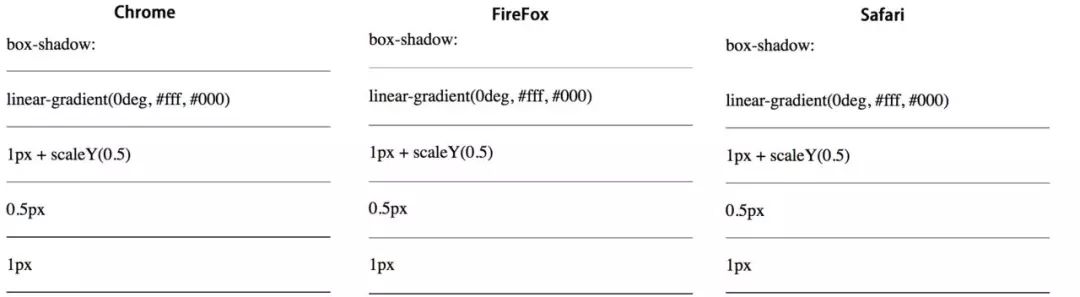 Chrome
box-shadow:
linear-gradient(0deg, #fff, #000)
1px + scaleY(0.5)
0.5px
1px
FireFox
box-shadow:
linear-gradient(0deg, #fff, #000)
1px + scaleY(0.5)
0.5px
1px
Safari
box-shadow:
linear-gradient(0deg, #fff, #000)
1px + scaleY(0.5)
0.5px
1px